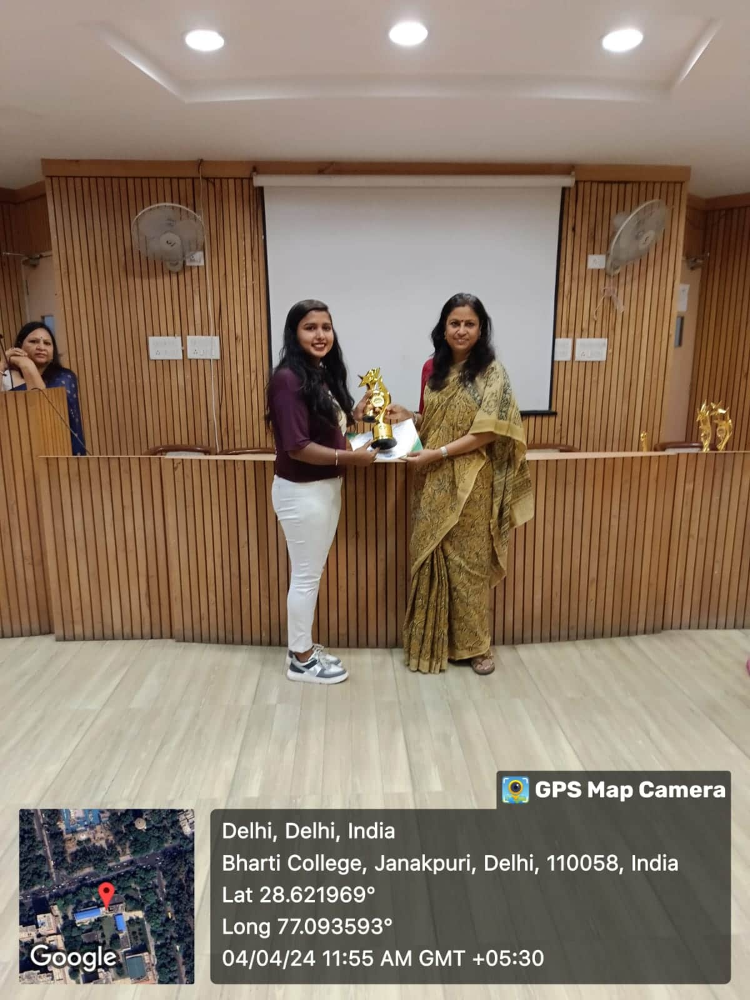 GPS Map Camera
Delhi, Delhi, India
Bharti College, Janakpuri, Delhi, 110058, India
Lat 28.621969°
Long 77.093593°
04/04/24 11:55 AM GMT +05:30
Google